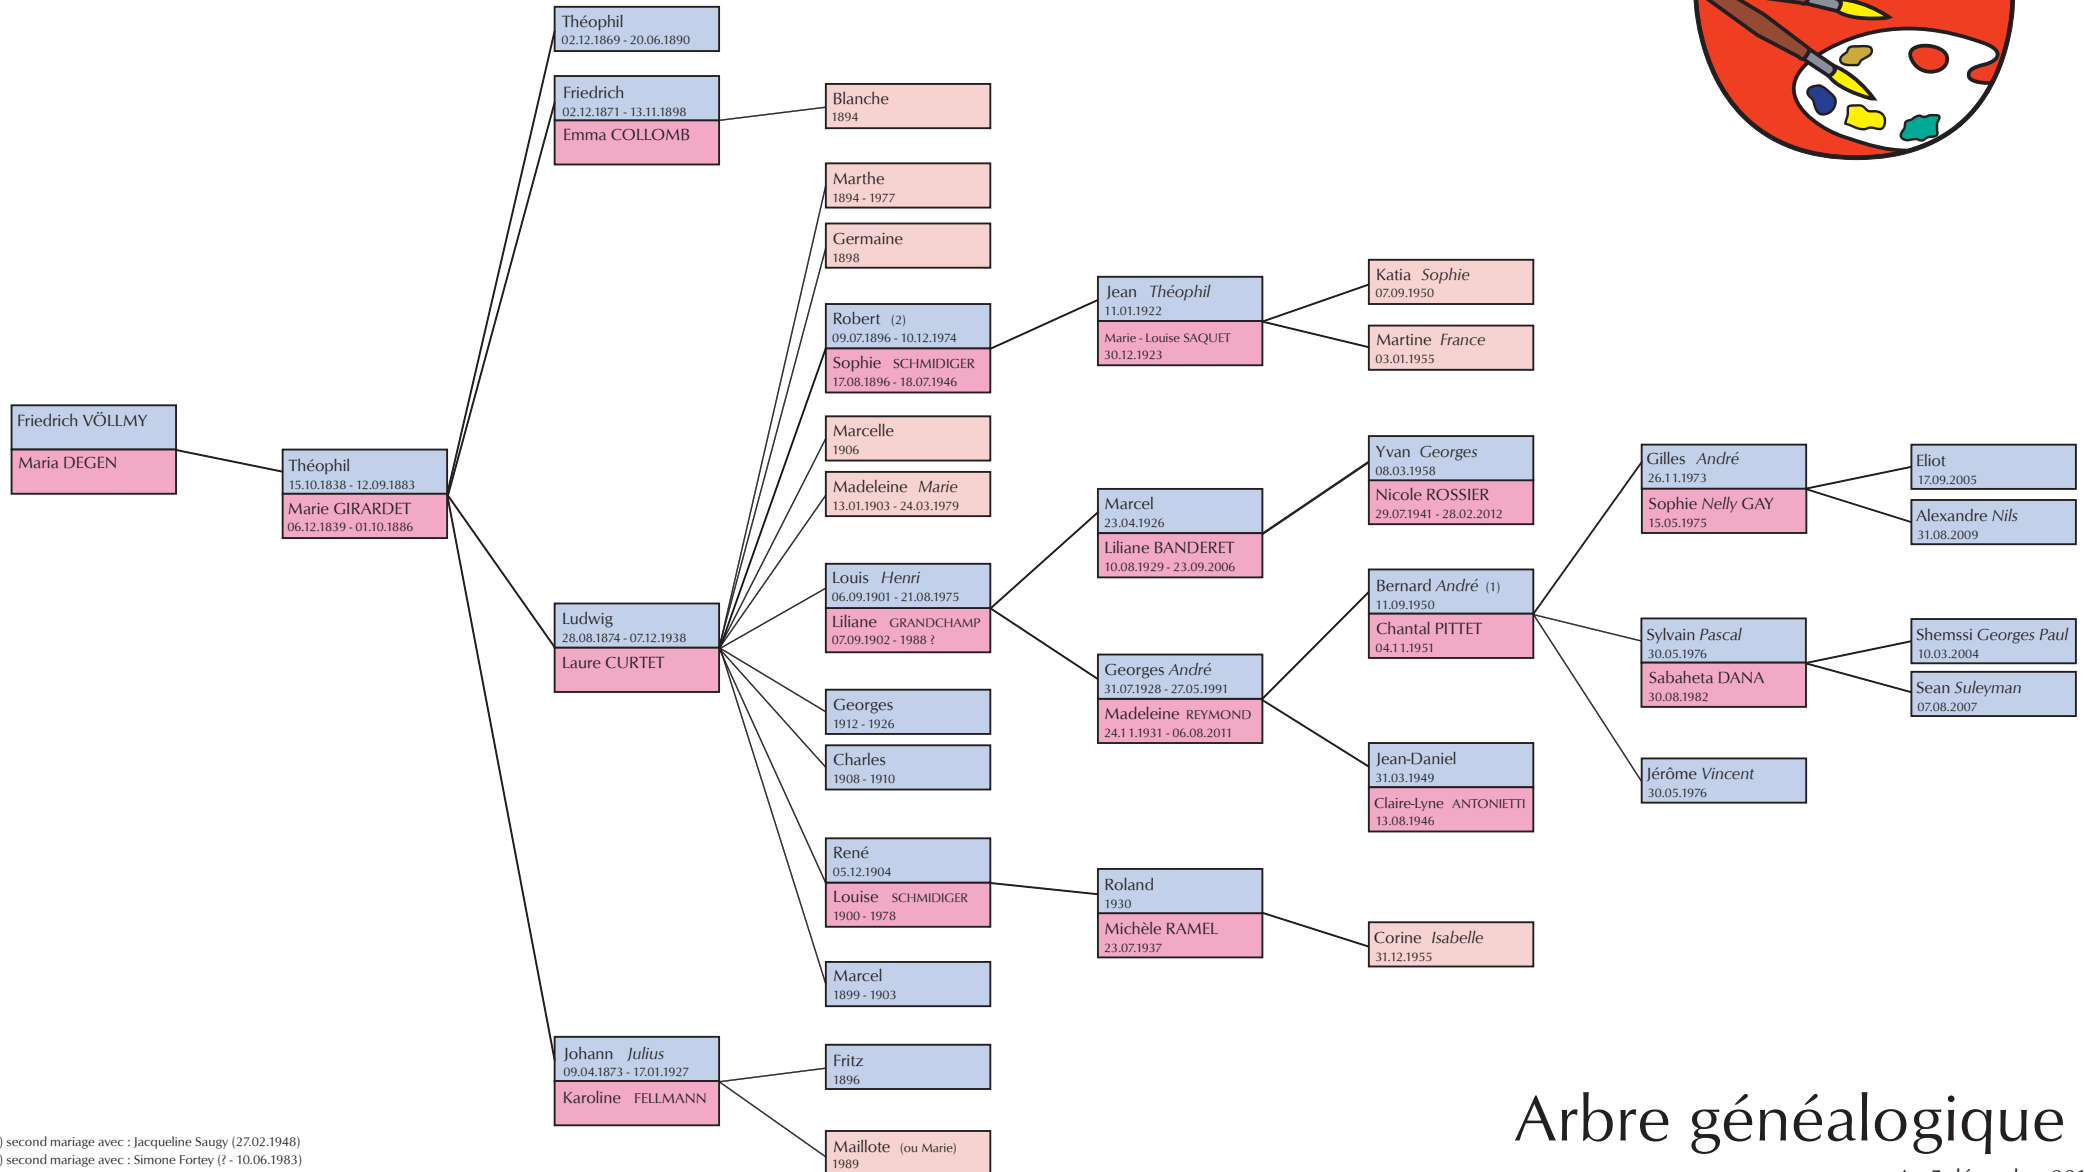 Friedrich VÖLLMY
Maria DEGEN
Théophil
15.10.1838 - 12.09.1883
Marie GIRARDET
06.12.1839 - 01.10.1886
Théophil
02.12.1869 - 20.06.1890
Friedrich
02.12.1871 - 13.11.1898
Emma COLLOMB
Ludwig
28.08.1874 - 07.12.1938
Laure CURTET
Johann Julius
09.04.1873 - 17.01.1927
Karoline FELLMANN
Blanche
1894
Marthe
1894 - 1977
Germaine
1898
Robert (2)
09.07.1896 - 10.12.1974
Sophie SCHMIDIGER
17.08.1896 - 18.07.1946
Marcelle
1906
Madeleine Marie
13.01.1903 - 24.03.1979
Louis Henri
06.09.1901 - 21.08.1975
Liliane GRANDCHAMP
07.09.1902 - 1988 ?
Georges
1912 - 1926
Charles
1908 - 1910
René
05.12.1904
Louise SCHMIDIGER
1900 - 1978
Marcel
1899 - 1903
Fritz
1896
Maillote (ou Marie)
1989
Jean Théophil
11.01.1922
Marie - Louise SAQUET
30.12.1923
Marcel
23.04.1926
Liliane BANDERET
10.08.1929 - 23.09.2006
Georges André
31.07.1928 - 27.05.1991
Madeleine REYMOND
24.11.1931 - 06.08.2011
Roland
1930
Michèle RAMEL
23.07.1937
Katia Sophie
07.09.1950
Martine France
03.01.1955
Yvan Georges
08.03.1958
Nicole ROSSIER
29.07.1941 - 28.02.2012
Bernard André (1)
11.09.1950
Chantal PITTET
04.11.1951
Jean-Daniel
31.03.1949
Claire-Lyne ANTONIETTI
13.08.1946
Corine Isabelle
31.12.1955
Gilles André
26.11.1973
Sophie Nelly GAY
15.05.1975
Sylvain Pascal
30.05.1976
Sabaheta DANA
30.08.1982
Jérôme Vincent
30.05.1976
Eliot
17.09.2005
Alexandre Nils
31.08.2009
Shemssi Georges Paul
10.03.2004
Sean Suleyman
07.08.2007
) second mariage avec : Jacqueline Saugy (27.02.1948)
) second mariage avec : Simone Fortey (? - 10.06.1983)
Arbre généalogique